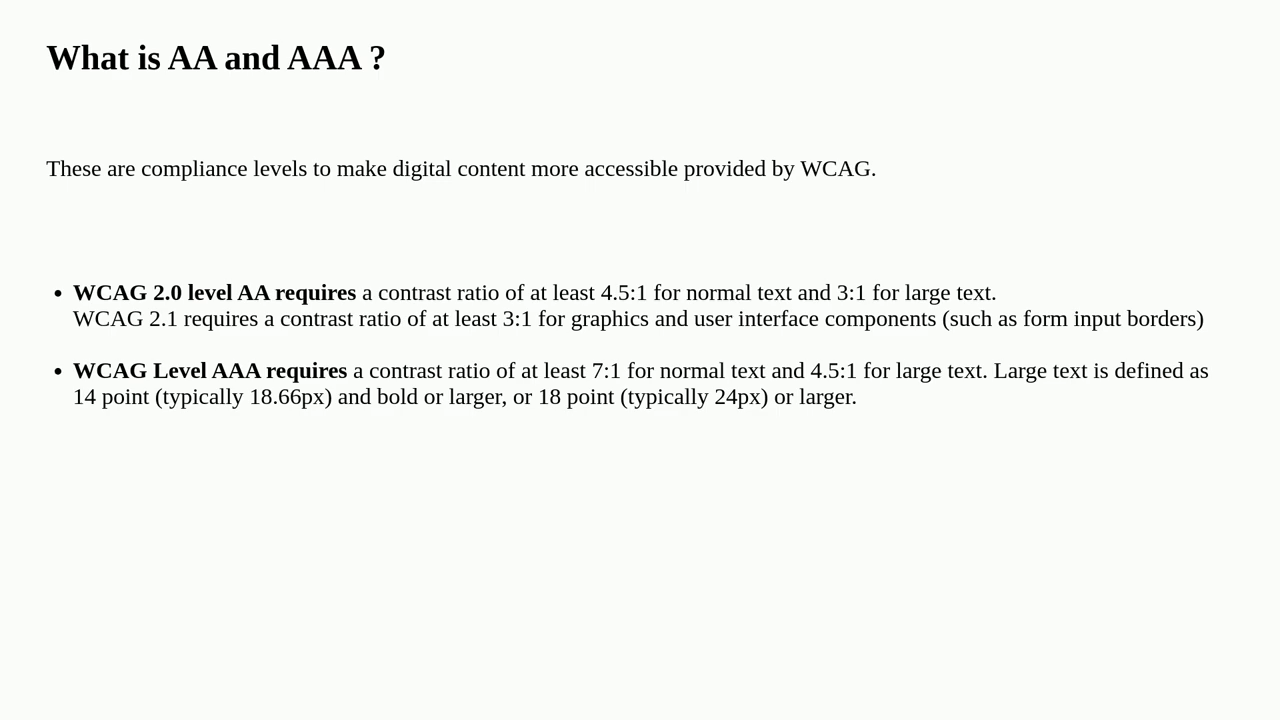 What is AA and AAA ?
These are compliance levels to make digital content more accessible provided by WCAG.
• WCAG 2.0 level AA requires a contrast ratio of at least 4.5:1 for normal text and 3:1 for large text.
WCAG 2.1 requires a contrast ratio of at least 3:1 for graphics and user interface components (such as form input borders)
• WCAG Level AAA requires a contrast ratio of at least 7:1 for normal text and 4.5:1 for large text. Large text is defined as
14 point (typically 18.66px) and bold or larger, or 18 point (typically 24px) or larger.